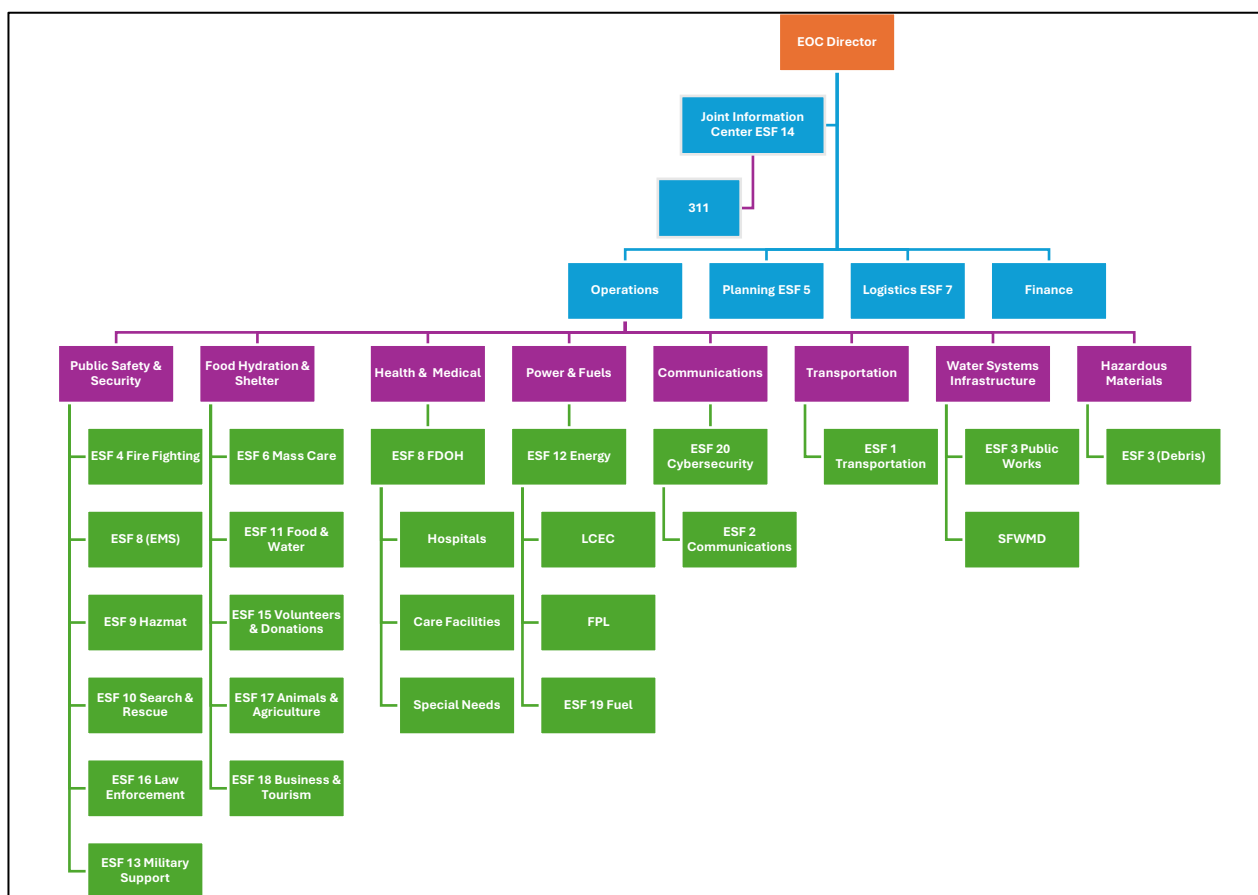 EOC Director
Joint Information
Center ESF 14
311
Operations
Planning ESF 5
Logistics ESF 7
Finance
Public Safety &
Security
Food Hydration &
Shelter
Health & Medical
Power & Fuels
Communications
Transportation
Water Systems
Infrastructure
Hazardous
Materials
ESF 4 Fire Fighting
ESF 6 Mass Care
ESF 8 FDOH
ESF 12 Energy
ESF 20
Cybersecurity
ESF 1
Transportation
ESF 3 Public
Works
ESF 3 (Debris)
ESF 8 (EMS)
ESF 11 Food &
Water
Hospitals
LCEC
ESF 2
Communications
SFWMD
ESF 9 Hazmat
ESF 15 Volunteers
& Donations
Care Facilities
FPL
ESF 10 Search &
Rescue
ESF 17 Animals &
Agriculture
Special Needs
ESF 19 Fuel
ESF 16 Law
Enforcement
ESF 18 Business &
Tourism
ESF 13 Military
Support